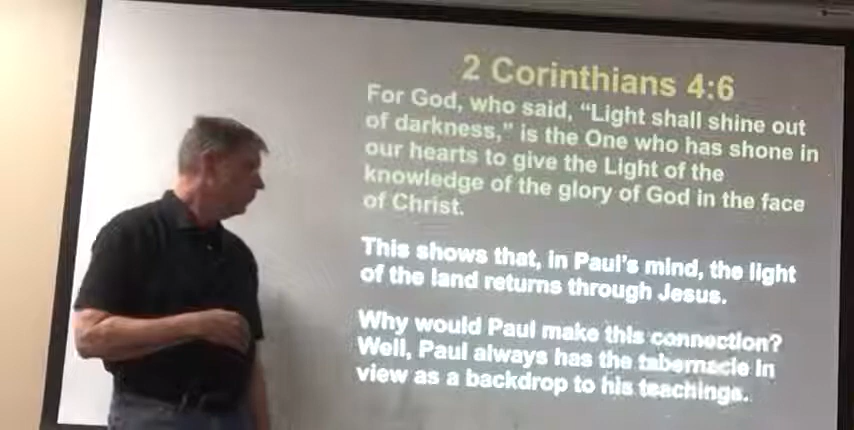 2 Corinthians 4:6
For God, who said, “Light shall shine out
of darkness,” is the One who has shone in
our hearts to give the Light of the
knowledge of the glory of God in the face
of Christ.
This shows that, in Paul’s mind, the light
of the land returns through Jesus.
Why would Paul make this connection?
Well, Paul always has the tabernacle in
view as a backdrop to his teachings.